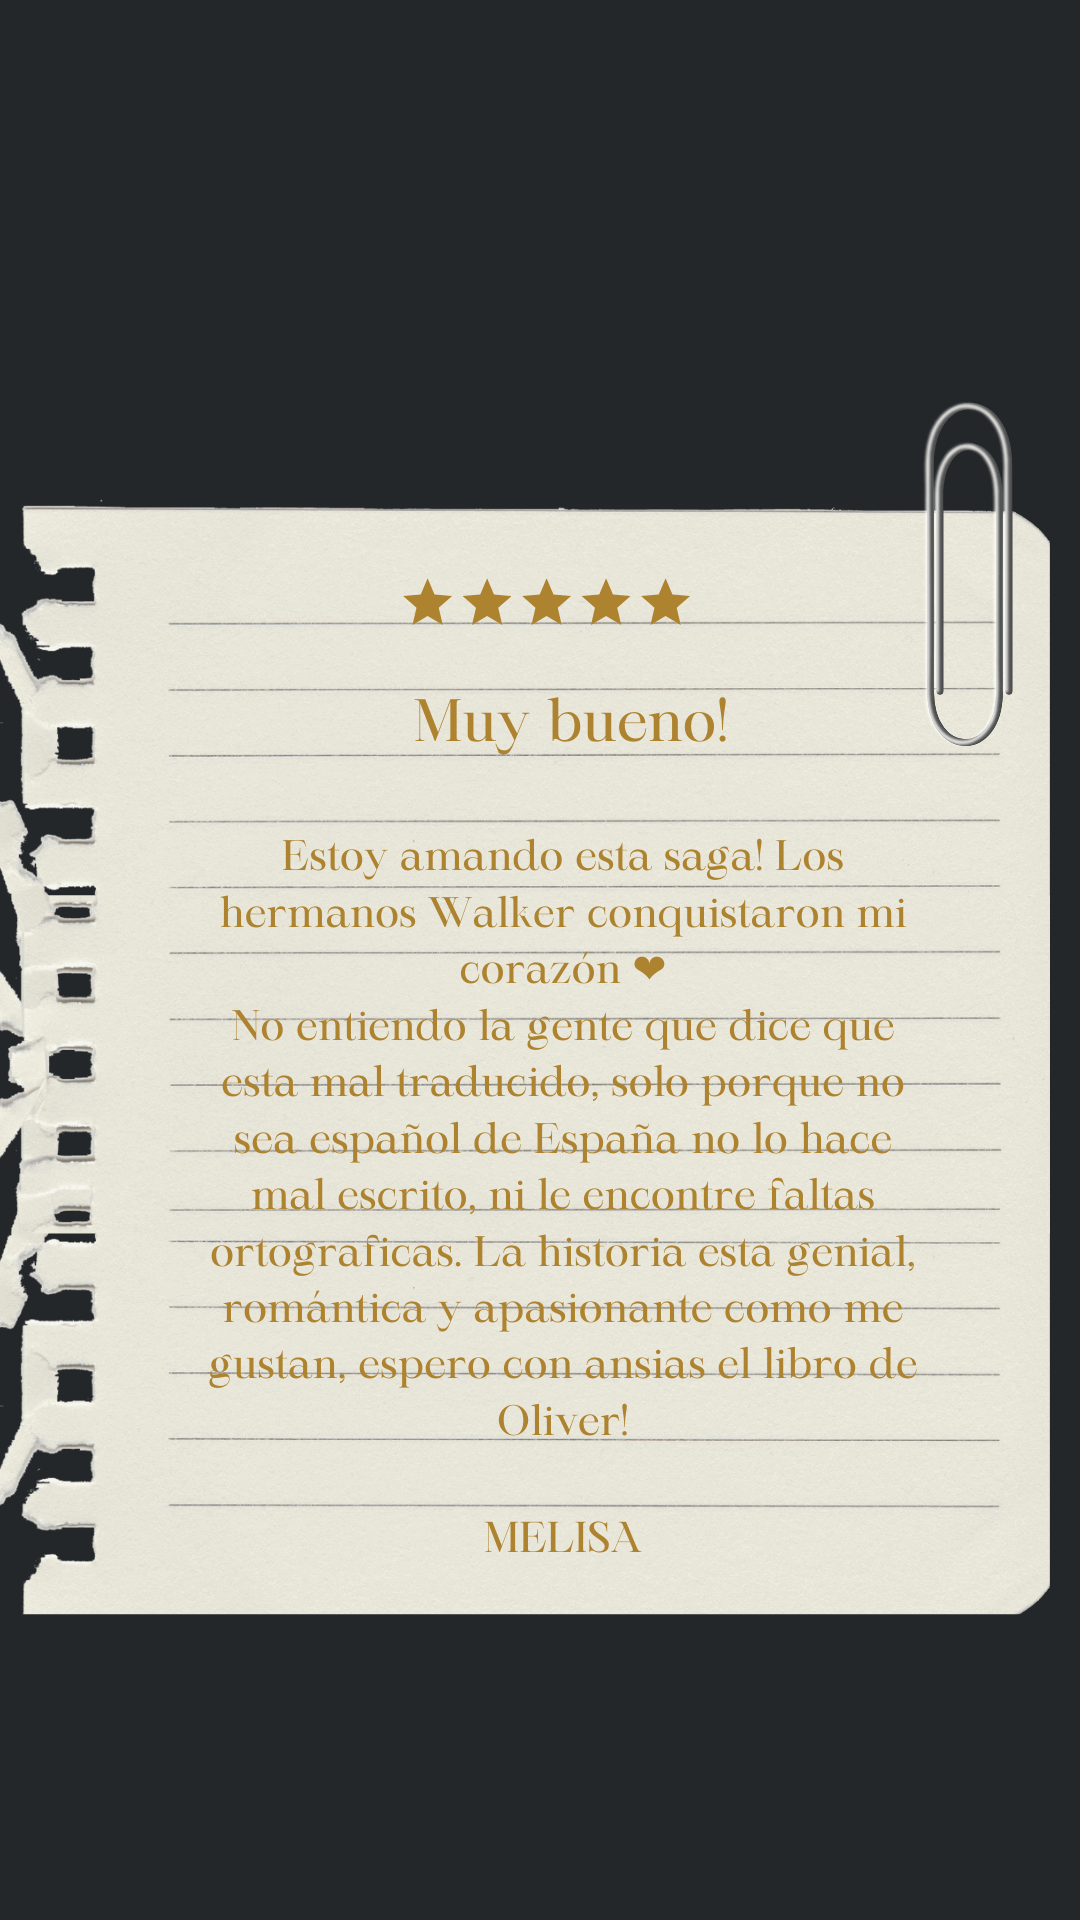 Muy bueno!
Estoy amando esta saga! Los
hermanos Walker conquistaron mi
corazón ❤
No entiendo la gente que dice que
esta mal traducido, solo porque no
sea español de España no lo hace
mal escrito, ni le encontre faltas
ortograficas. La historia esta genial,
romántica y apasionante como me
gustan, espero con ansias el libro de
Oliver!
MELISA